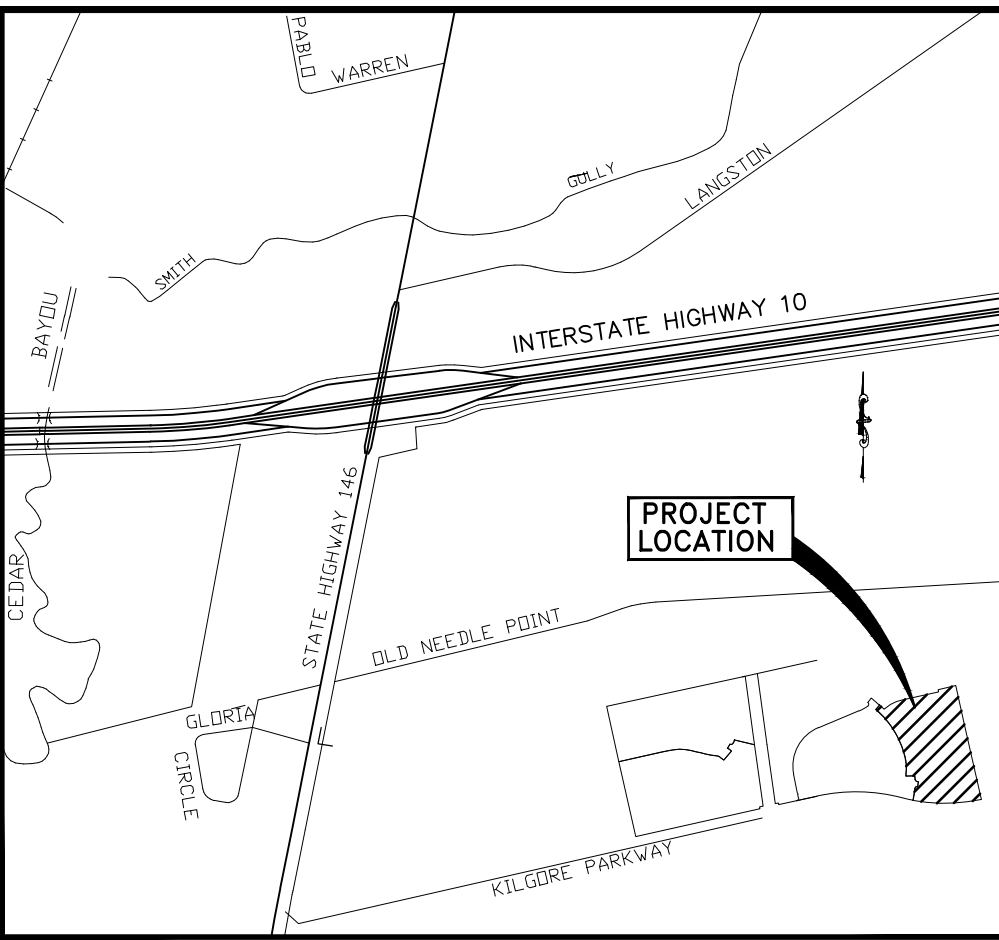 PABLO
WARREN
GULLY
LANGSTON
SMITH
BAYOU
INTERSTATE HIGHWAY 10
STATE HIGHWAY 146
PROJECT
LOCATION
CEDAR
OLD NEEDLE POINT
GLORIA
CIRCLE
KILGORE PARKWAY